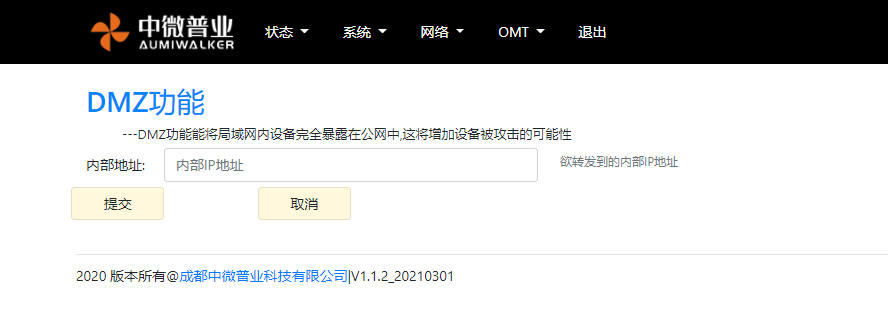 中微普业
AUMIWALKER
状态 系统 网络 OMT 退出
DMZ功能
---DMZ功能能将局域网内设备完全暴露在公网中,这将增加设备被攻击的可能性
内部地址: 内部IP地址 欲转发到的内部IP地址
提交 取消
2020 版本所有@成都中微普业科技有限公司|V1.1.2_20210301